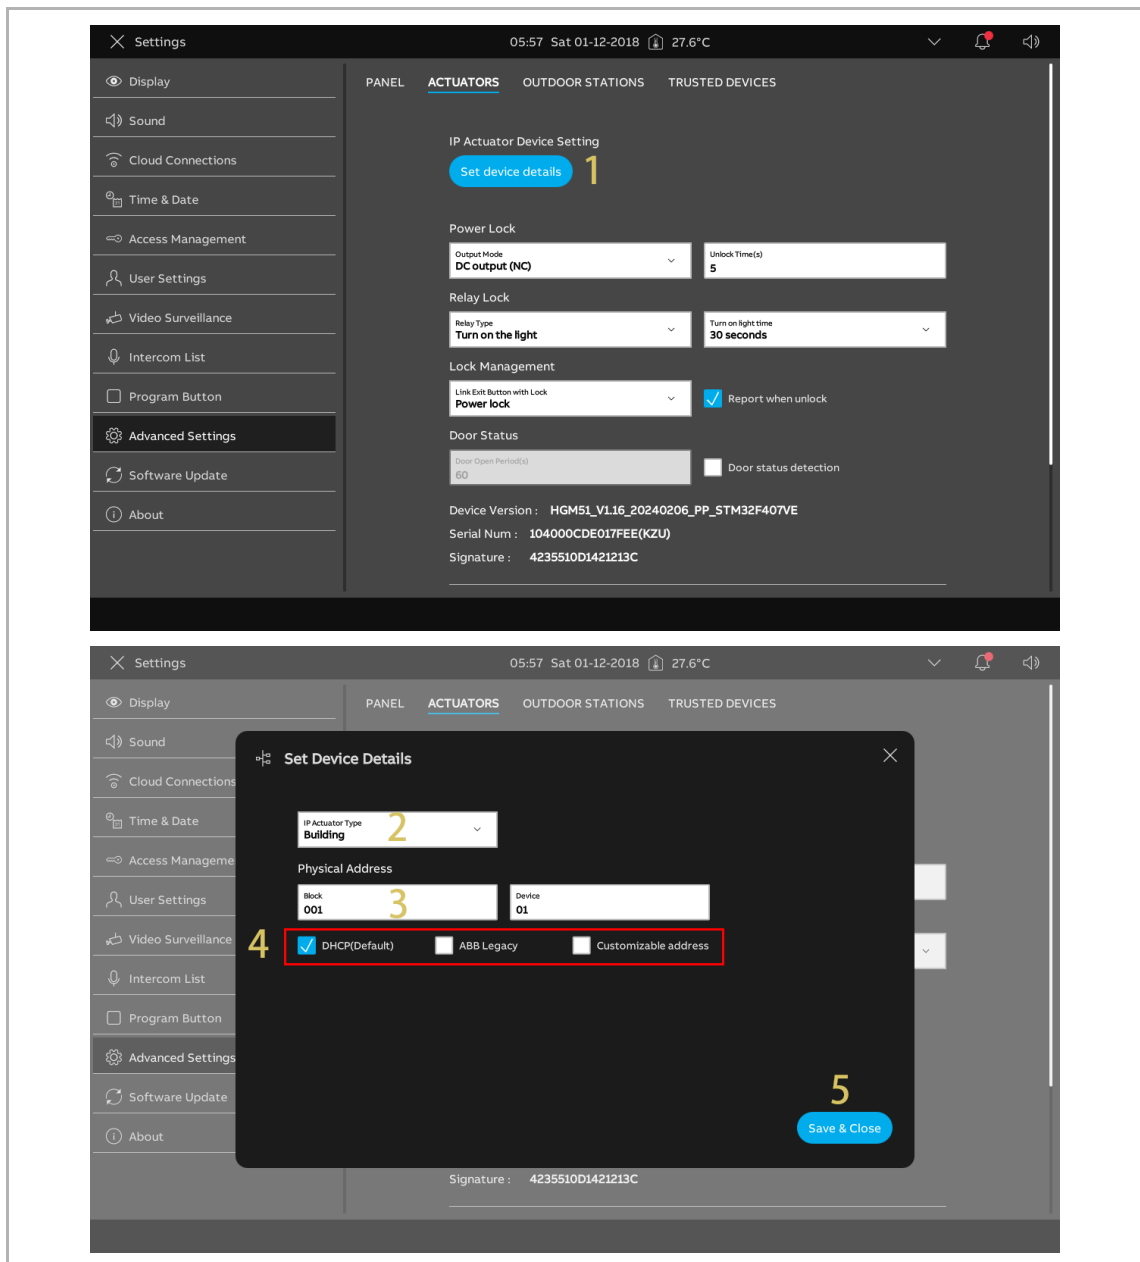 Settings
05:57 Sat 01-12-2018 27.6°C
Display
Sound
Cloud Connections
Time & Date
Access Management
User Settings
Video Surveillance
Intercom List
Program Button
Advanced Settings
Software Update
About
PANEL ACTUATORS OUTDOOR STATIONS TRUSTED DEVICES
IP Actuator Device Setting
Set device details 1
Power Lock
Output Mode
DC output (NC)
Unlock Time(s)
5
Relay Lock
Relay Type
Turn on the light
Turn on light time
30 seconds
Lock Management
Link Exit Button with Lock
Power lock
Report when unlock
Door Status
Door Open Period(s)
60
Door status detection
Device Version : HGM51_V1.16_20240206_PP_STM32F407VE
Serial Num : 104000CDE017FEE(KZU)
Signature : 4235510D1421213C
Settings
05:57 Sat 01-12-2018 27.6°C
Display
Sound
Cloud Connections
Time & Date
Access Manageme
User Settings
Video Surveillance
Intercom List
Program Button
Advanced Settings
Software Update
About
PANEL ACTUATORS OUTDOOR STATIONS TRUSTED DEVICES
Set Device Details
IP Actuator Type
Building
2
Physical Address
Block
001
3
Device
01
4
DHCP(Default) ABB Legacy Customizable address
5
Save & Close
Signature : 4235510D1421213C